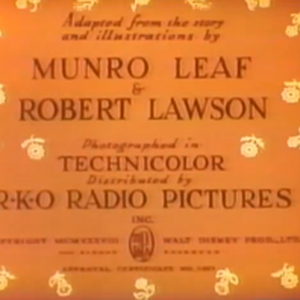 Adapted from the story
and illustrations by
MUNRO LEAF
&
ROBERT LAWSON
Photographed in
TECHNICOLOR
Distributed by
R-K-O RADIO PICTURES
INC.
WALT DISNEY PROD., LTD.